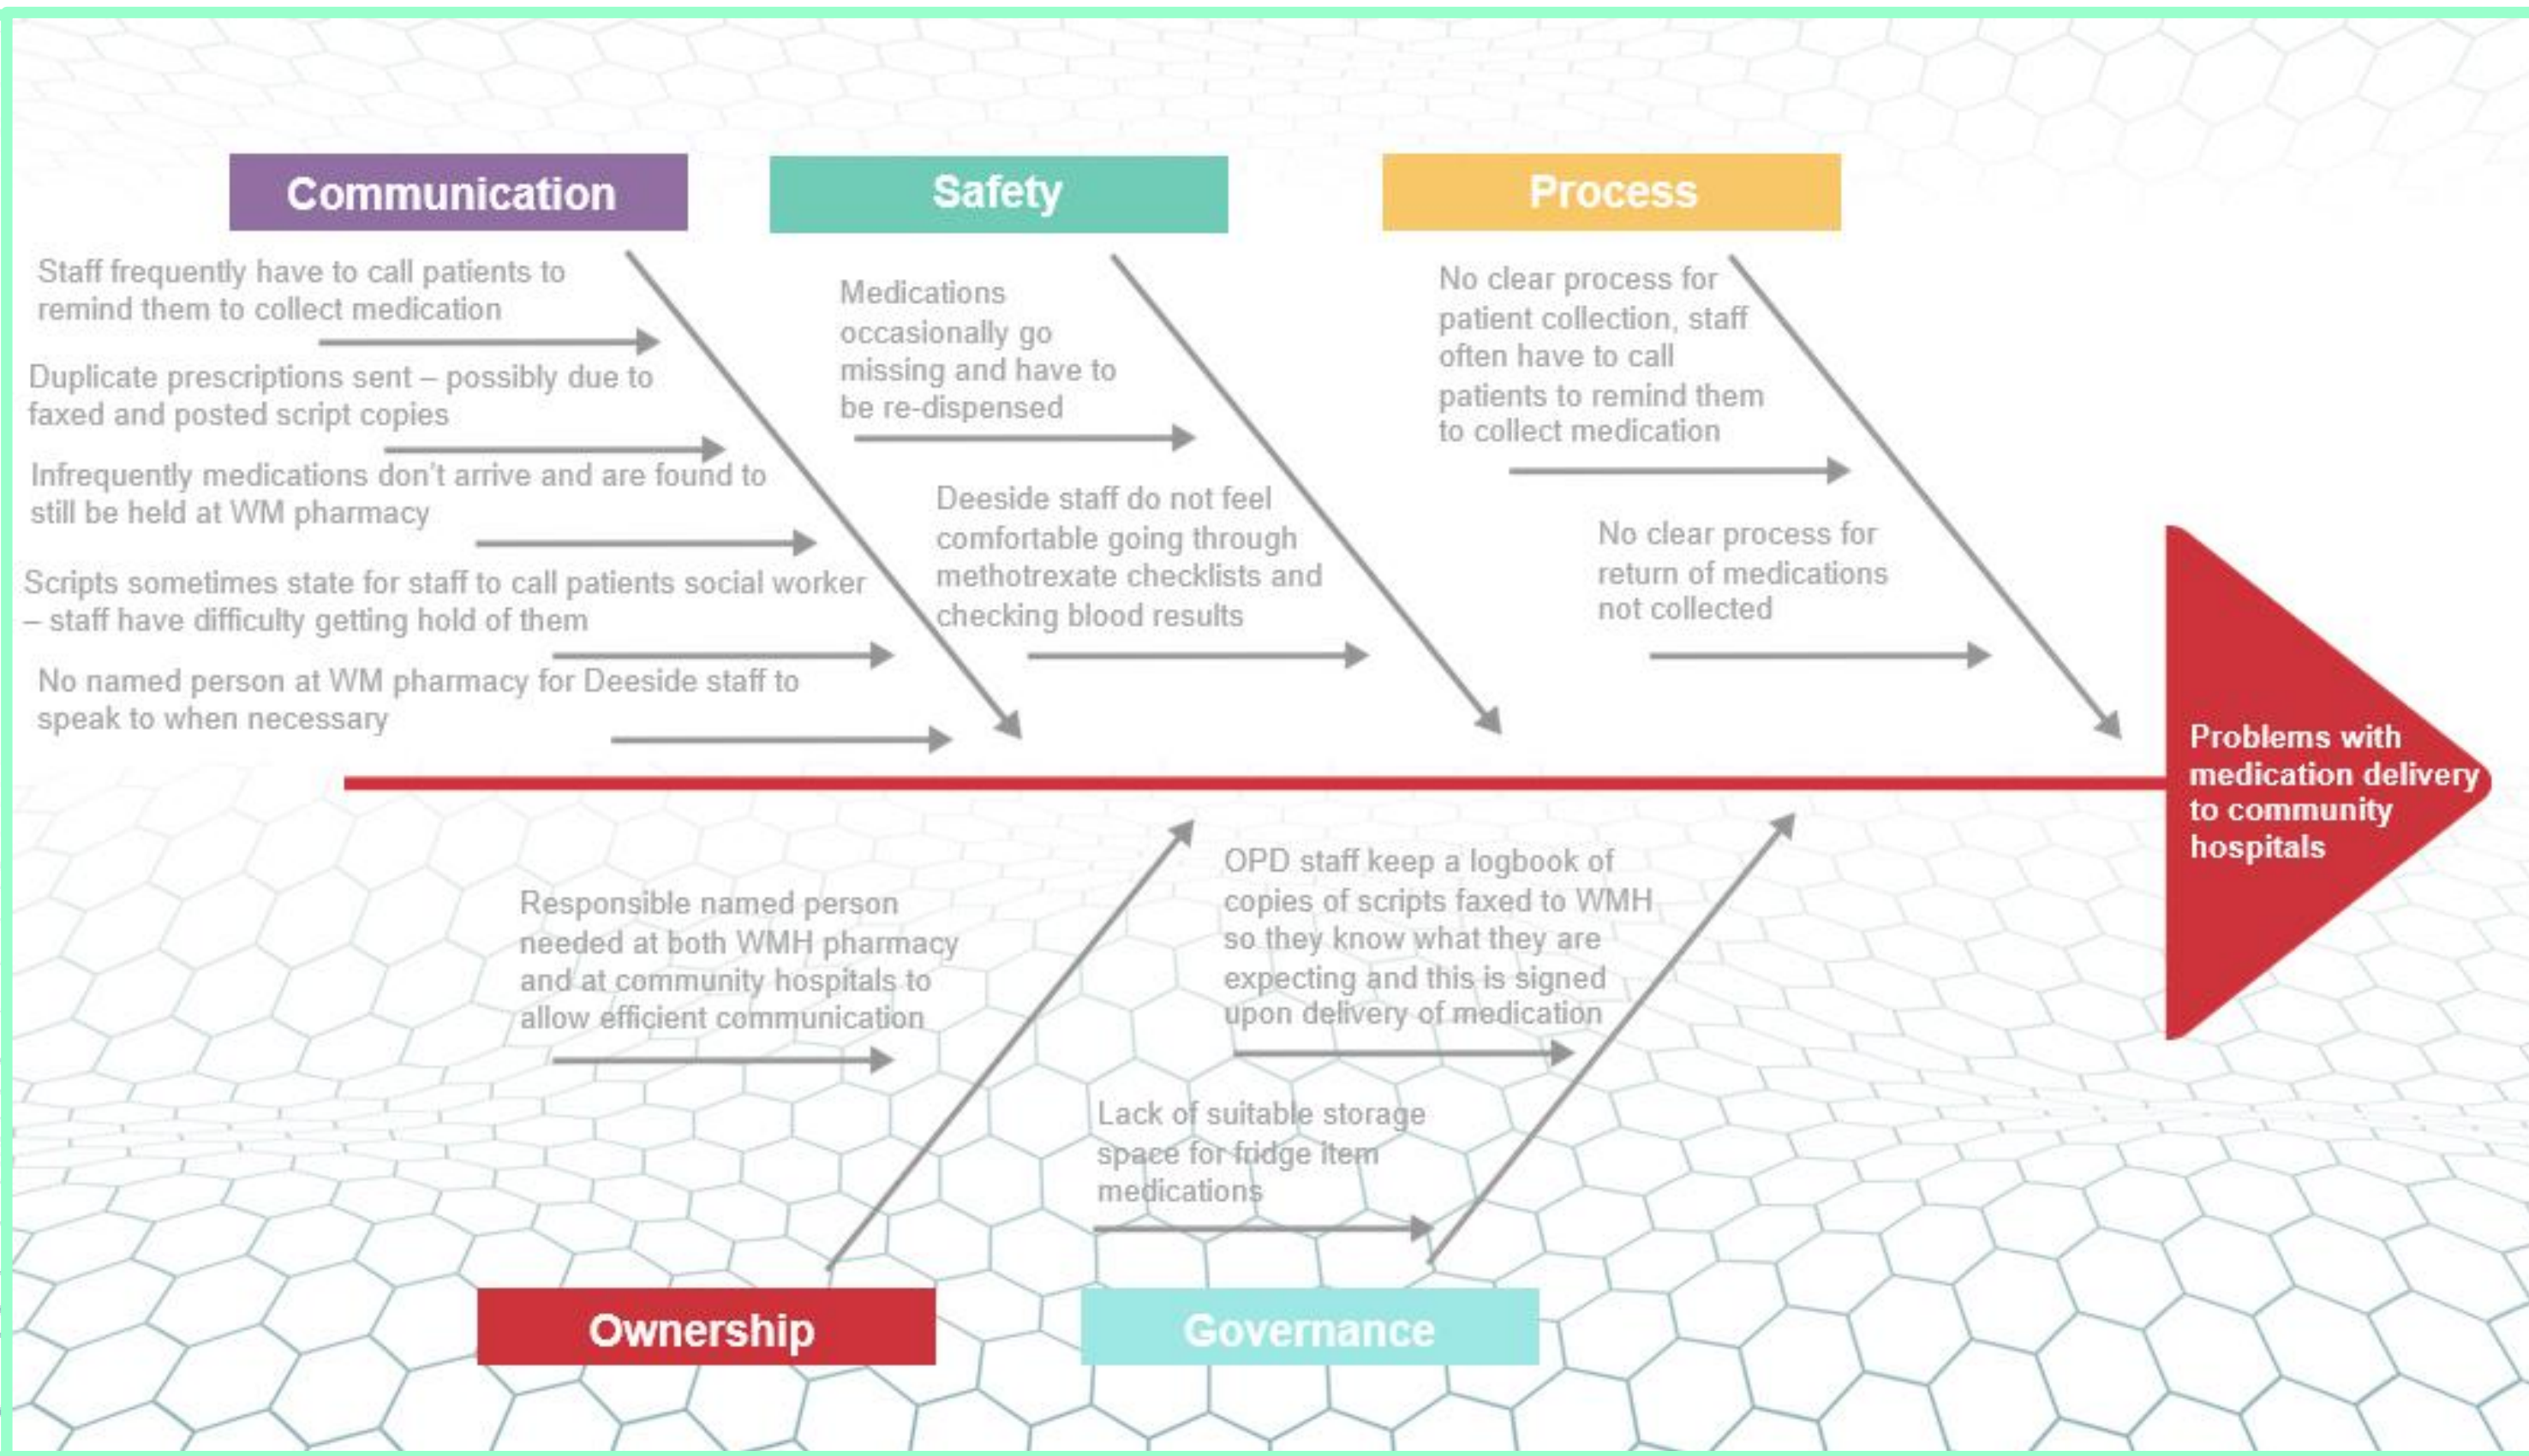 Communication
Staff frequently have to call patients to
remind them to collect medication
Duplicate prescriptions sent – possibly due to
faxed and posted script copies
Infrequently medications don't arrive and are found to
still be held at WM pharmacy
Scripts sometimes state for staff to call patients social worker
– staff have difficulty getting hold of them
No named person at WM pharmacy for Deeside staff to
speak to when necessary
Safety
Medications
occasionally go
missing and have to
be re-dispensed
Deeside staff do not feel
comfortable going through
methotrexate checklists and
checking blood results
Process
No clear process for
patient collection, staff
often have to call
patients to remind them
to collect medication
No clear process for
return of medications
not collected
Problems with
medication delivery
to community
hospitals
Responsible named person
needed at both WMH pharmacy
and at community hospitals to
allow efficient communication
Ownership
OPD staff keep a logbook of
copies of scripts faxed to WMH
so they know what they are
expecting and this is signed
upon delivery of medication
Lack of suitable storage
space for fridge item
medications
Governance